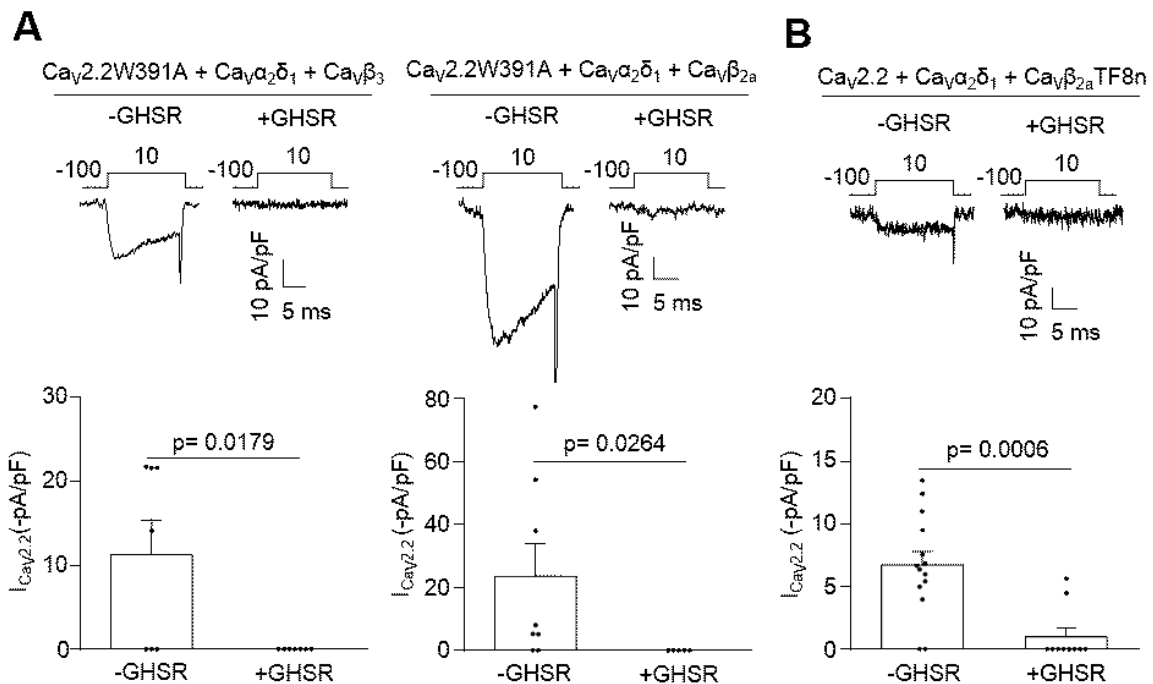 A
CaV2.2W391A + CaVα2δ1 + CaVβ3
-GHSR +GHSR
-100 10 -100 10
10 pA/pF
5 ms
CaV2.2W391A + CaVα2δ1 + CaVβ2a
-GHSR +GHSR
-100 10 -100 10
10 pA/pF
5 ms
B
CaV2.2 + CaVα2δ1 + CaVβ2aTF8n
-GHSR +GHSR
-100 10 -100 10
10 pA/pF
5 ms
ICaV2.2 (-pA/pF)
30
20
10
0
p= 0.0179
-GHSR +GHSR
ICaV2.2 (-pA/pF)
80
60
40
20
0
p= 0.0264
-GHSR +GHSR
ICaV2.2 (-pA/pF)
20
15
10
5
0
p= 0.0006
-GHSR +GHSR